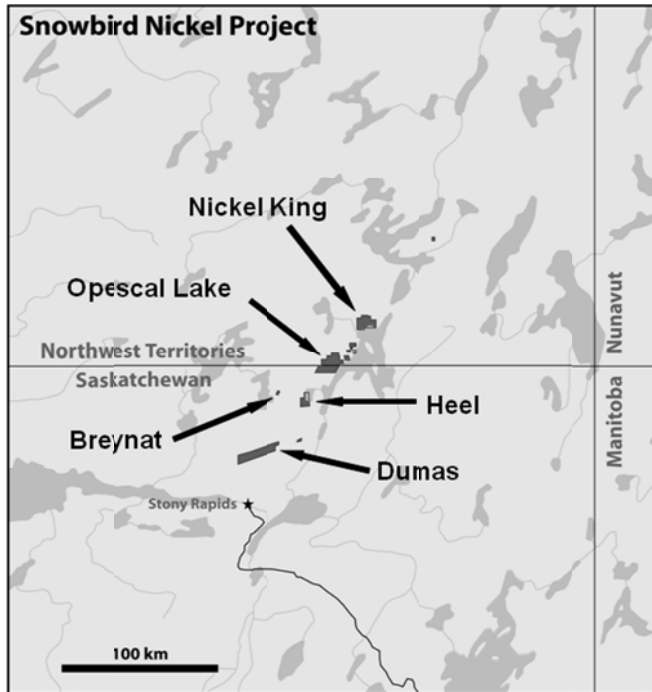 Snowbird Nickel Project
Nickel King
Opescal Lake
Northwest Territories
Saskatchewan
Nunavut
Manitoba
Breynat
Heel
Dumas
Stony Rapids
100 km